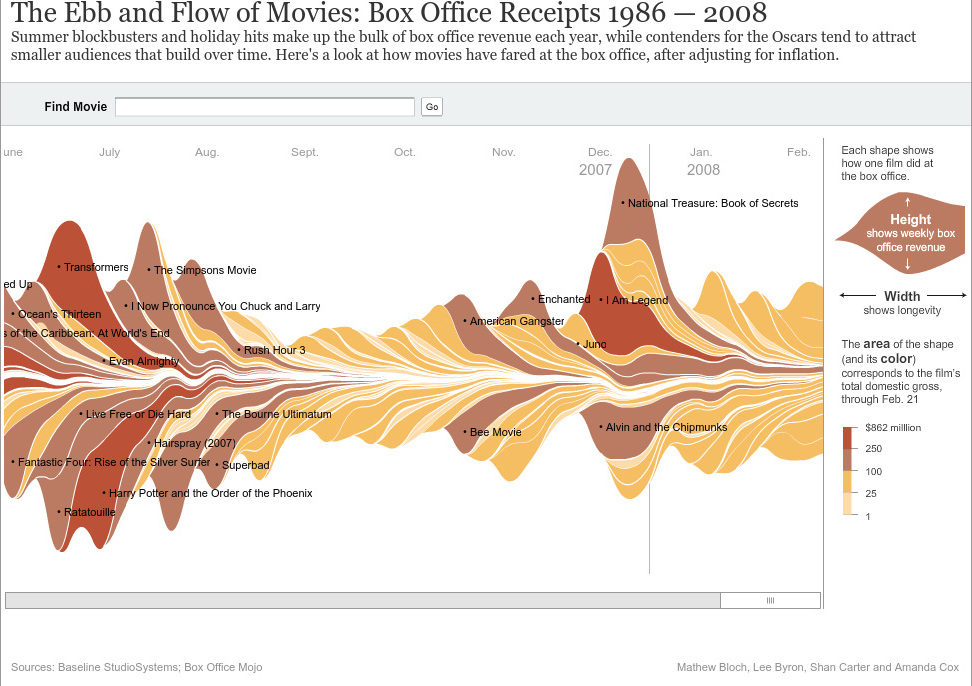 The Ebb and Flow of Movies: Box Office Receipts 1986 — 2008
Summer blockbusters and holiday hits make up the bulk of box office revenue each year, while contenders for the Oscars tend to attract
smaller audiences that build over time. Here's a look at how movies have fared at the box office, after adjusting for inflation.
Find Movie
Go
une July Aug. Sept. Oct. Nov. Dec. Jan. Feb.
2007 2008
• National Treasure: Book of Secrets
• Transformers
• The Simpsons Movie
ed Up
• Enchanted
• I Am Legend
• I Now Pronounce You Chuck and Larry
• Ocean's Thirteen
• American Gangster
s of the Caribbean: At World's End
• Juno
• Rush Hour 3
• Evan Almighty
• Live Free or Die Hard
• The Bourne Ultimatum
• Alvin and the Chipmunks
• Bee Movie
• Hairspray (2007)
• Fantastic Four: Rise of the Silver Surfer
• Superbad
• Harry Potter and the Order of the Phoenix
• Ratatouille
Each shape shows
how one film did at
the box office.
Height
shows weekly box
office revenue
Width
shows longevity
The area of the shape
(and its color)
corresponds to the film's
total domestic gross,
through Feb. 21
$862 million
250
100
25
1
Sources: Baseline StudioSystems; Box Office Mojo
Mathew Bloch, Lee Byron, Shan Carter and Amanda Cox